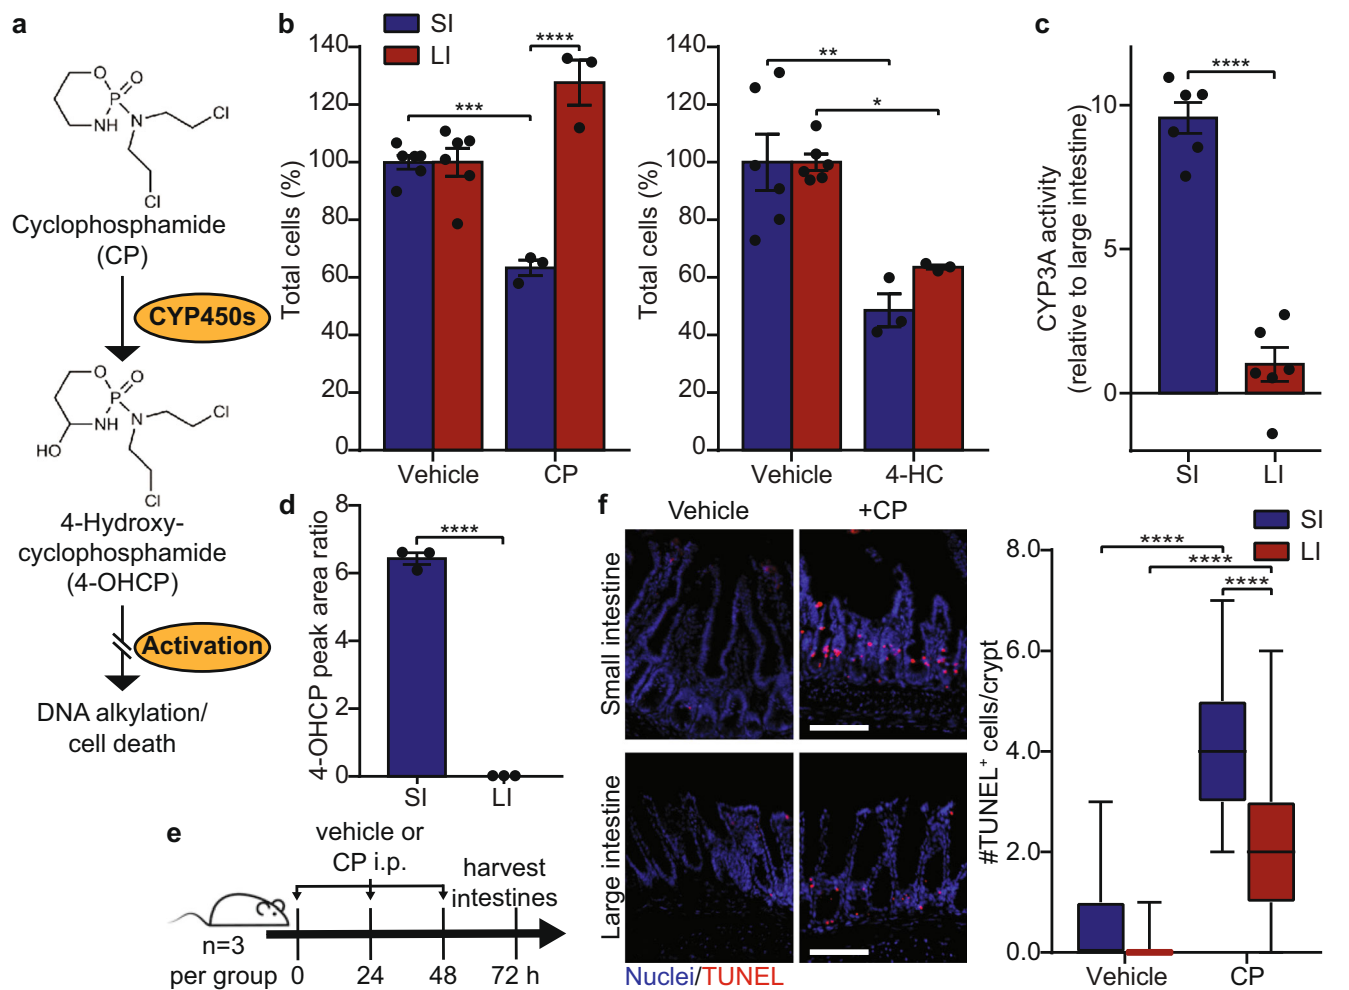 a
O
O
P
NH
N
Cl
Cl
Cyclophosphamide
(CP)
CYP450s
O
O
P
NH
N
HO
Cl
Cl
4-Hydroxy-
cyclophosphamide
(4-OHCP)
Activation
DNA alkylation/
cell death
b
SI
LI
Total cells (%)
140
120
100
80
60
40
20
0
***
****
Vehicle
CP
Total cells (%)
140
120
100
80
60
40
20
0
**
*
Vehicle
4-HC
c
CYP3A activity
(relative to large intestine)
10
5
0
****
SI
LI
d
4-OHCP peak area ratio
8
6
4
2
0
****
SI
LI
e
vehicle or
CP i.p.
harvest
intestines
n=3
per group
0
24
48
72 h
f
Vehicle
+CP
Small intestine
Large intestine
Nuclei/TUNEL
SI
LI
#TUNEL+ cells/crypt
8.0
6.0
4.0
2.0
0.0
****
****
****
Vehicle
CP